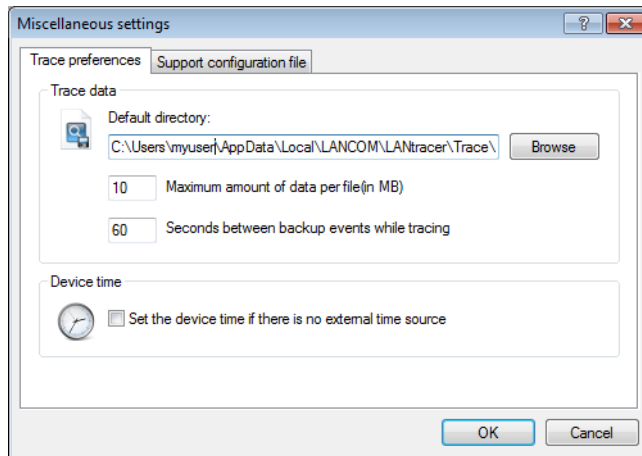 Miscellaneous settings
Trace preferences
Support configuration file
Trace data
Default directory:
C:\Users\myuser\AppData\Local\LANCOM\LANtracer\Trace\
Browse
10 Maximum amount of data per file(in MB)
60 Seconds between backup events while tracing
Device time
Set the device time if there is no external time source
OK
Cancel